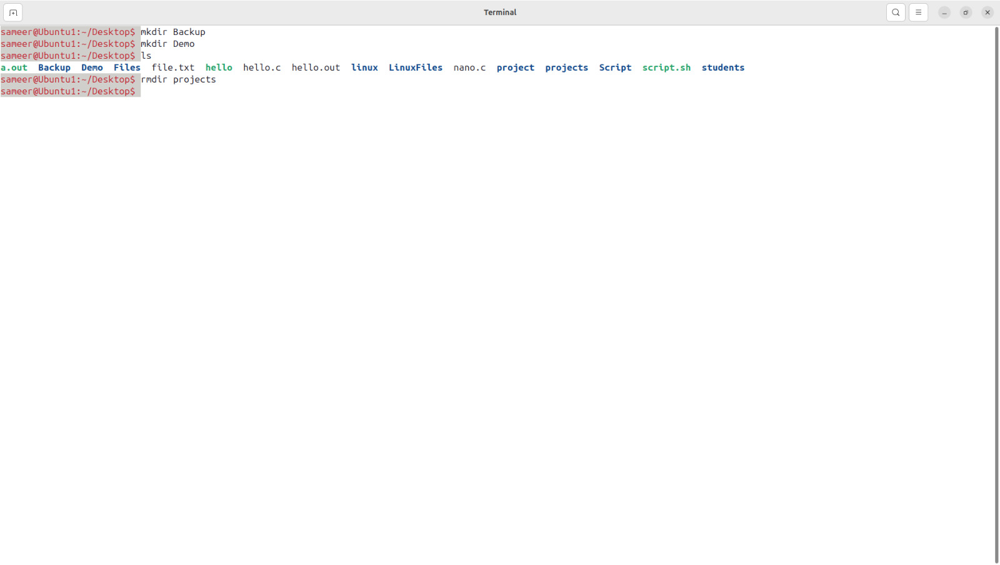 Terminal
sameer@Ubuntu1:~/Desktop$ mkdir Backup
sameer@Ubuntu1:~/Desktop$ mkdir Demo
sameer@Ubuntu1:~/Desktop$ ls
a.out  Backup  Demo  Files  file.txt  hello  hello.c  hello.out  linux  LinuxFiles  nano.c  project  projects  Script  script.sh  students
sameer@Ubuntu1:~/Desktop$ rmdir projects
sameer@Ubuntu1:~/Desktop$